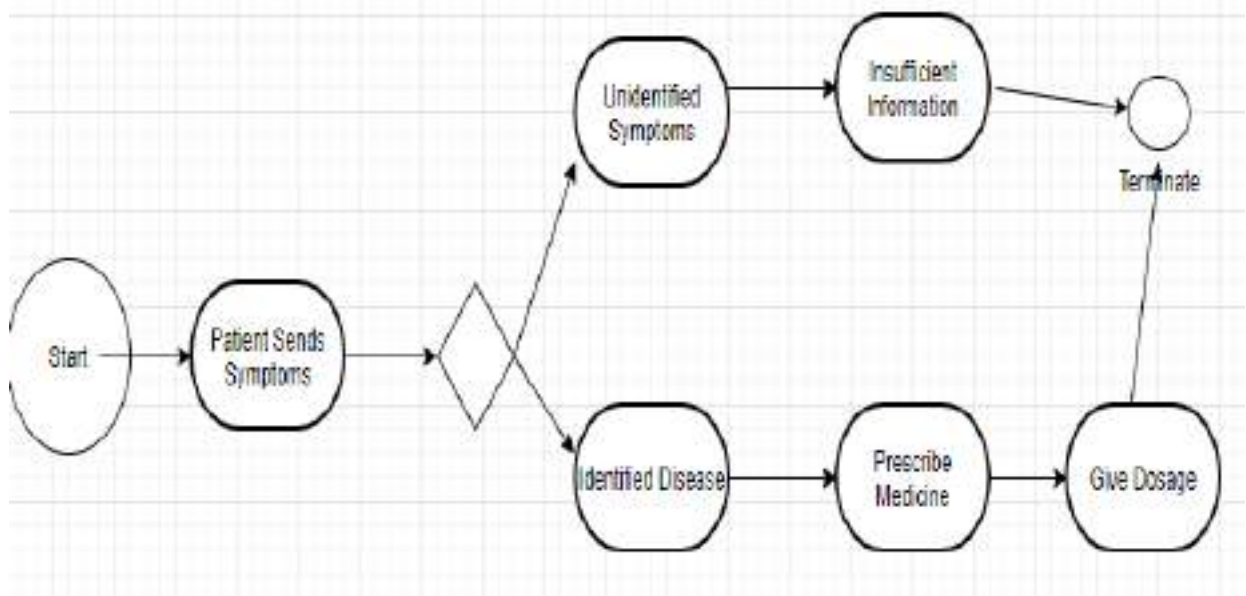 Start
Patient Sends
Symptoms
Unidentified
Symptoms
Insufficient
Information
Terminate
Identified Disease
Prescribe
Medicine
Give Dosage